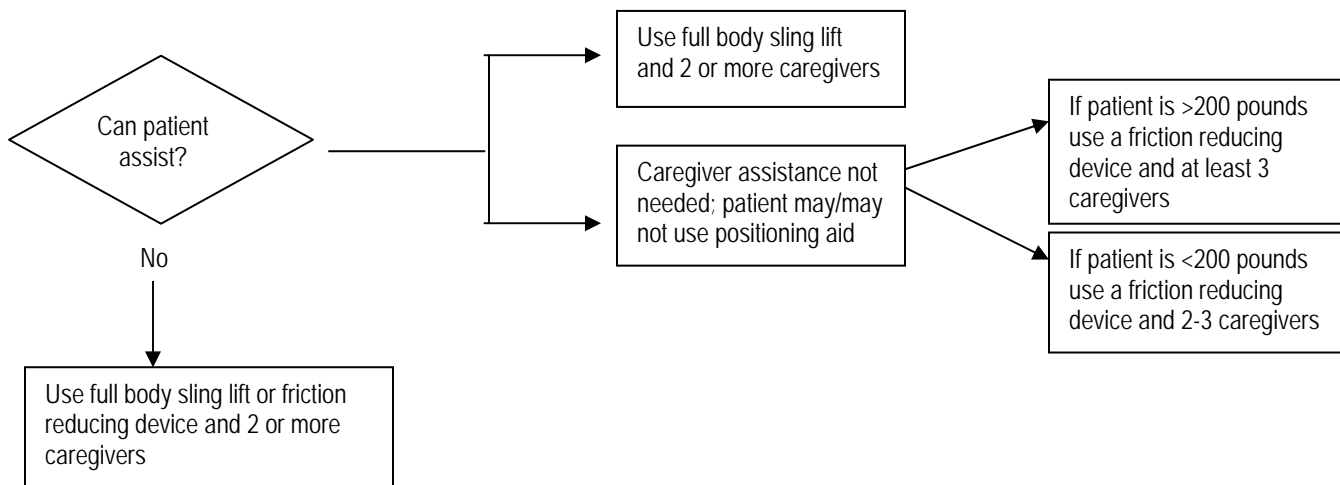 Can patient
assist?
No
Use full body sling lift or friction
reducing device and 2 or more
caregivers
Use full body sling lift
and 2 or more caregivers
Caregiver assistance not
needed; patient may/may
not use positioning aid
If patient is >200 pounds
use a friction reducing
device and at least 3
caregivers
If patient is <200 pounds
use a friction reducing
device and 2-3 caregivers